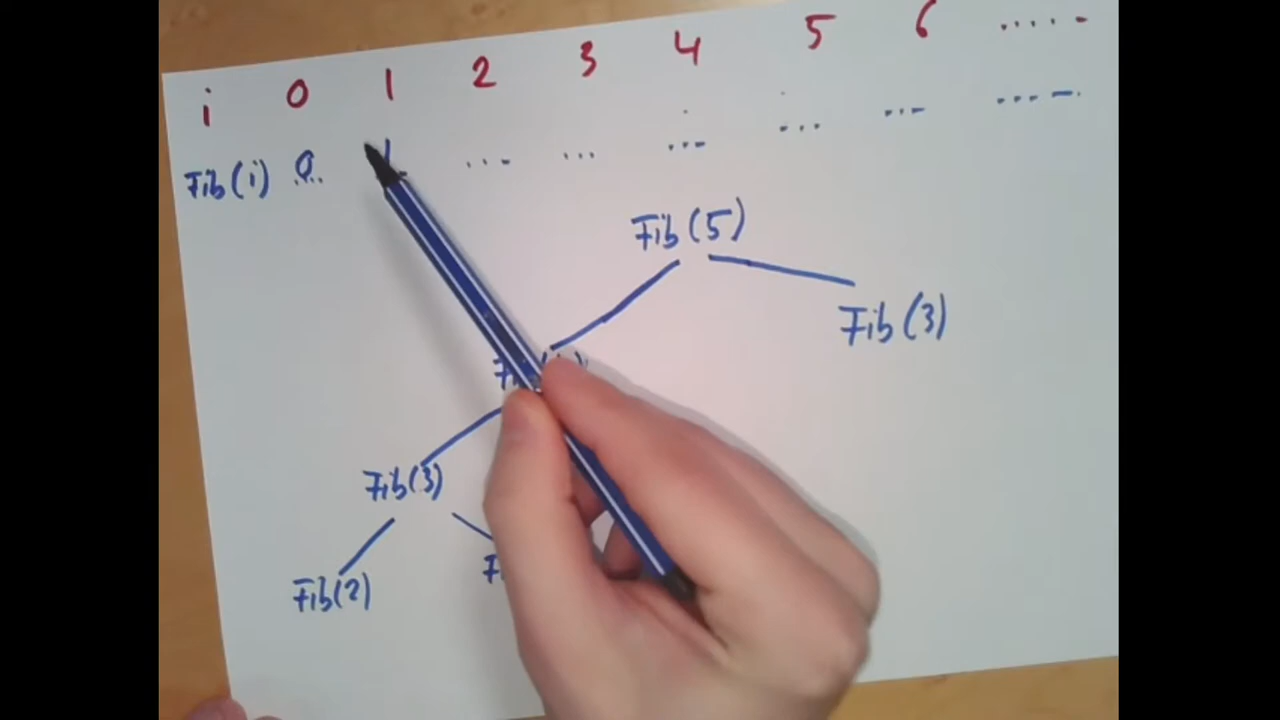 i 0 1 2 3 4 5 6 .....
Fib(i) 0 1 ... ... ... ... ... ....
Fib(5)
Fib(3)
Fib(3)
Fib(2)